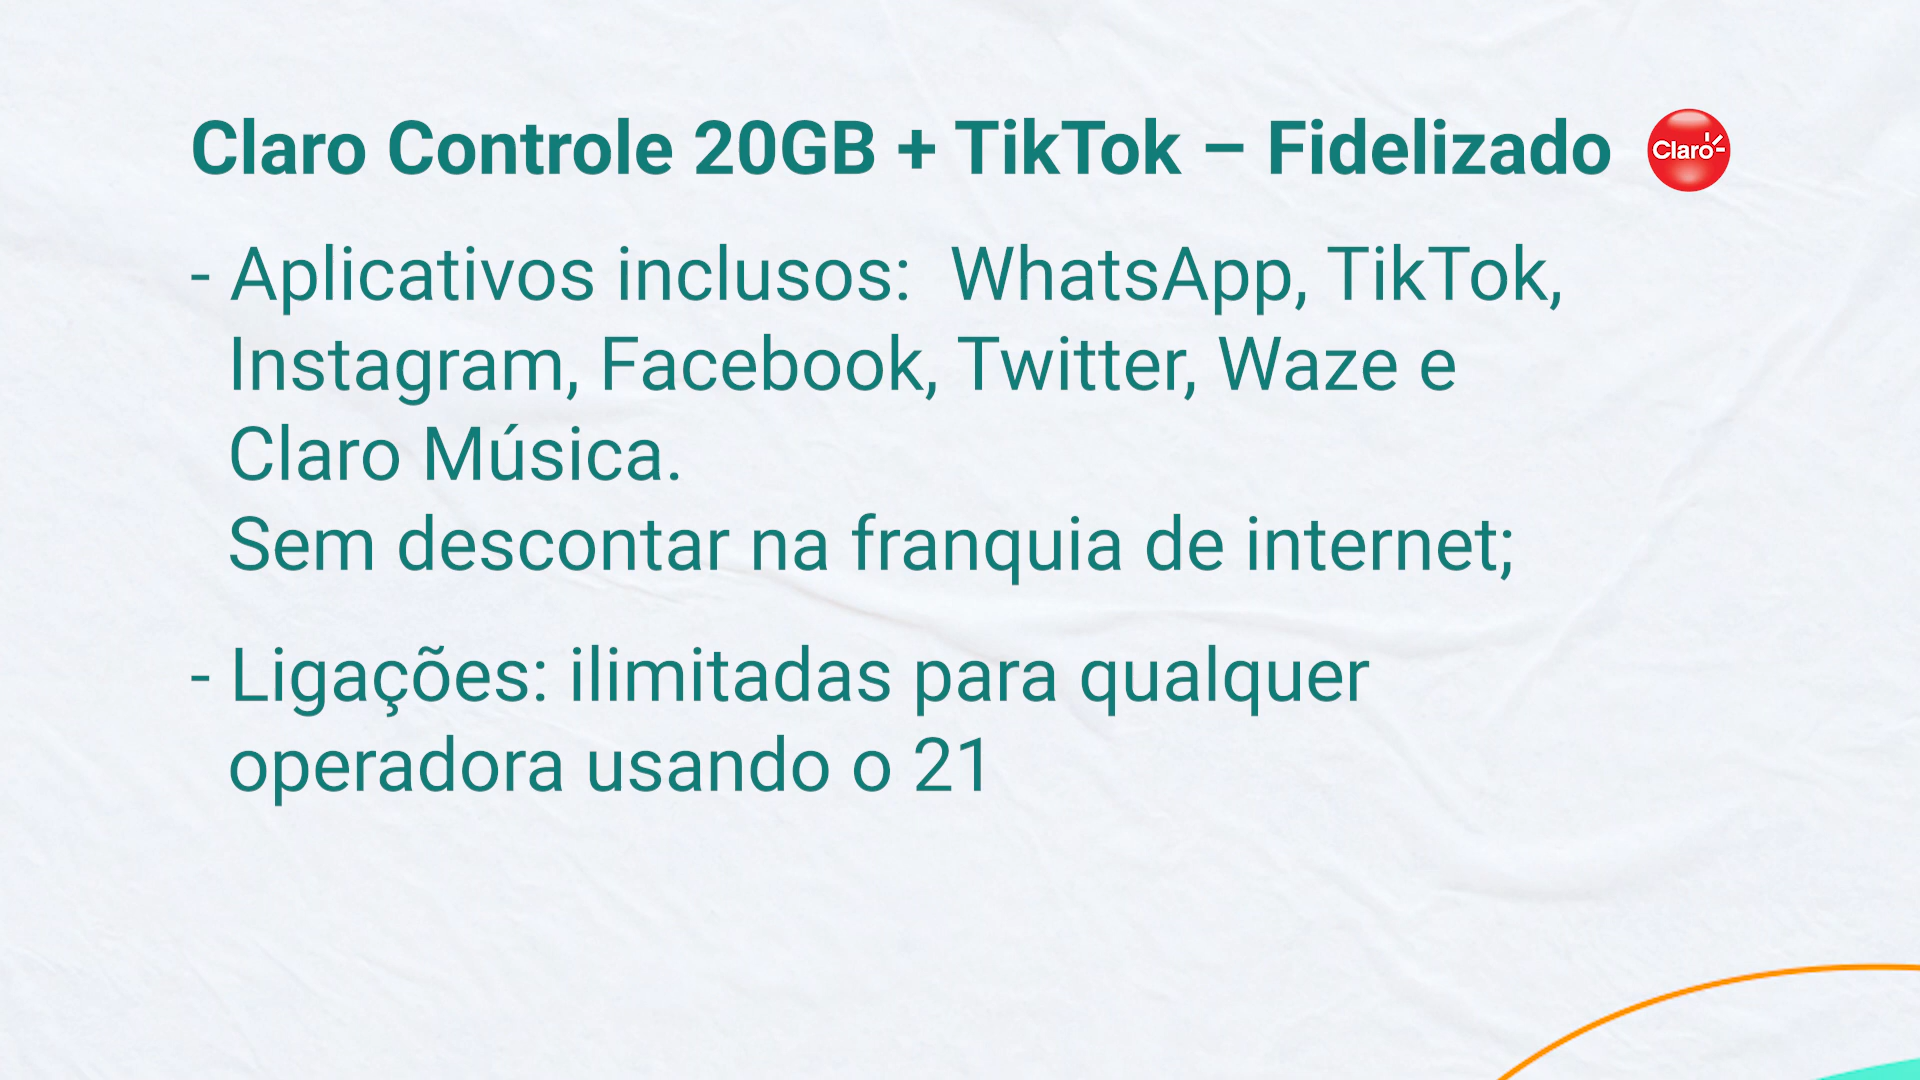 Claro Controle 20GB + TikTok – Fidelizado
Claro
- Aplicativos inclusos:  WhatsApp, TikTok,
Instagram, Facebook, Twitter, Waze e
Claro Música.
Sem descontar na franquia de internet;
- Ligações: ilimitadas para qualquer
operadora usando o 21